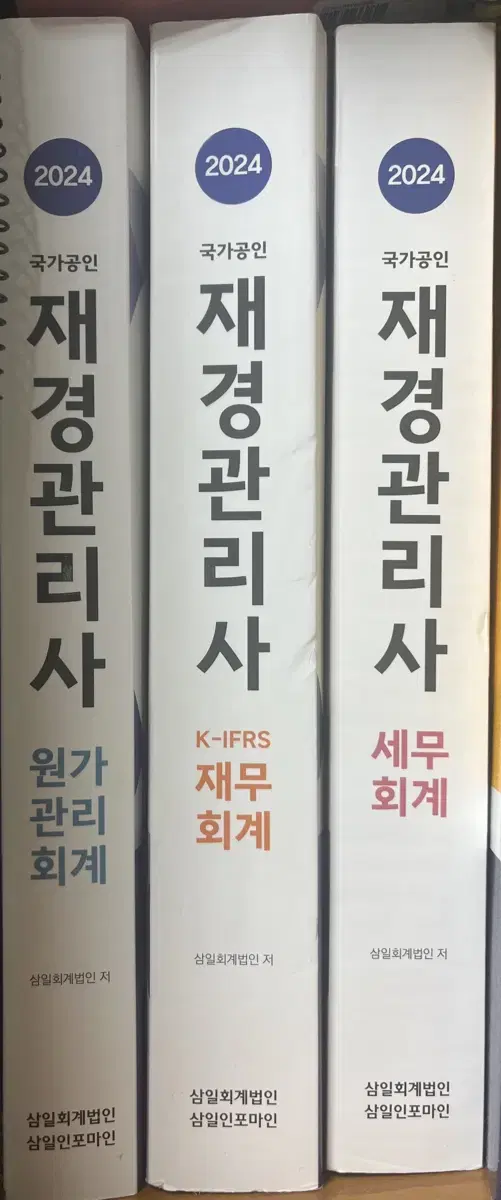 2024
국가공인
재경관리사
원가
관리
회계
삼일회계법인 저
삼일회계법인
삼일인포마인
2024
국가공인
재경관리사
K-IFRS
재무
회계
삼일회계법인 저
삼일회계법인
삼일인포마인
2024
국가공인
재경관리사
세무
회계
삼일회계법인 저
삼일회계법인
삼일인포마인